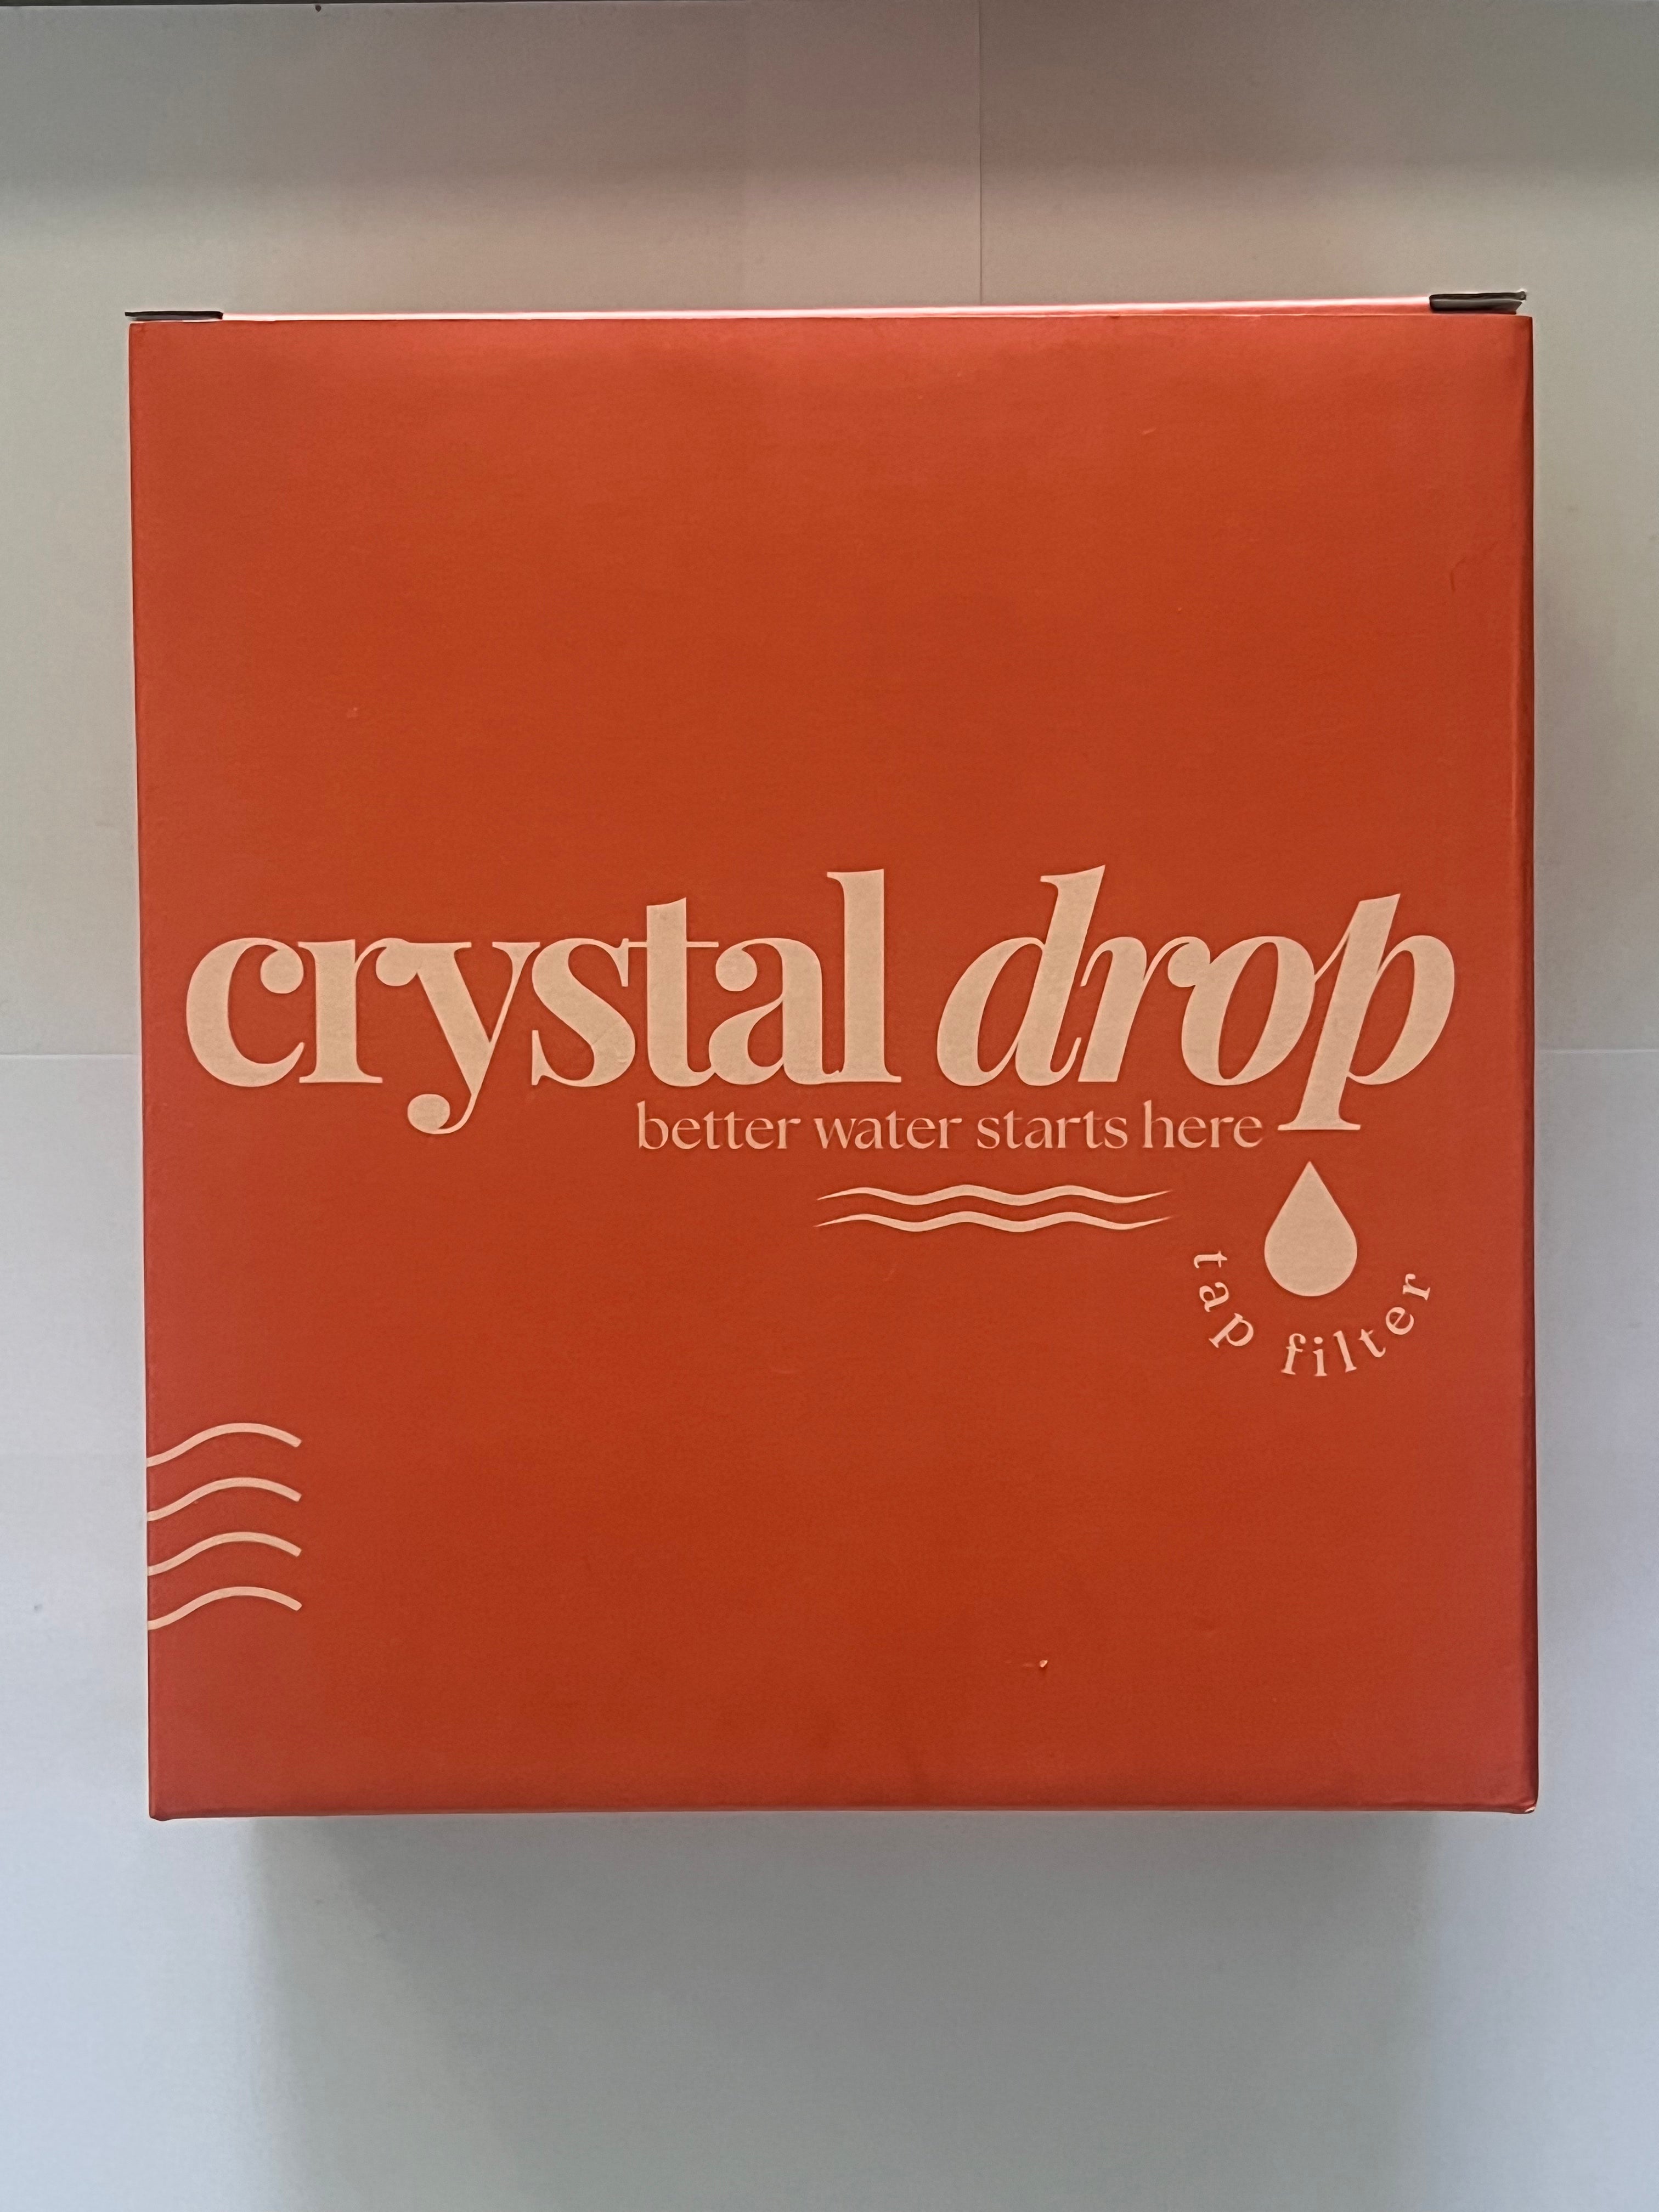 crystal drop
better water starts here
tap filter